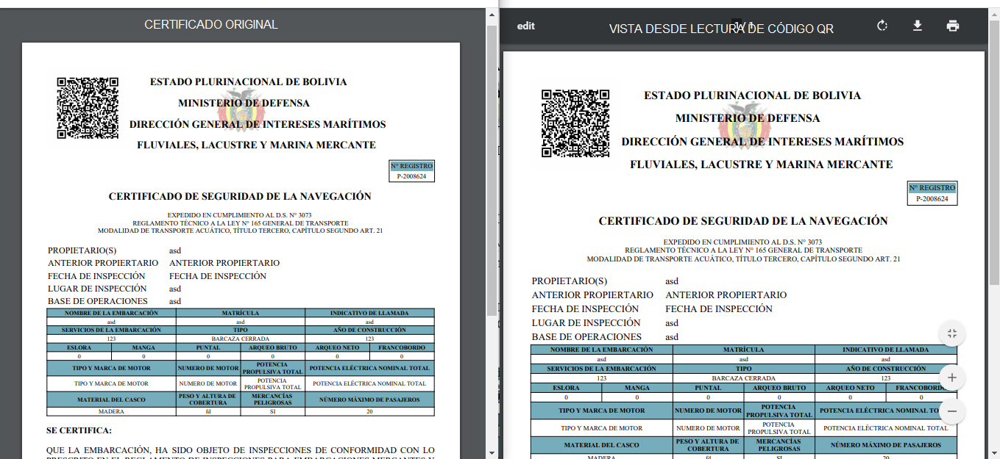 CERTIFICADO ORIGINAL
ESTADO PLURINACIONAL DE BOLIVIA
MINISTERIO DE DEFENSA
DIRECCIÓN GENERAL DE INTERESES MARÍTIMOS
FLUVIALES, LACUSTRE Y MARINA MERCANTE
Nº REGISTRO
P-2008624
CERTIFICADO DE SEGURIDAD DE LA NAVEGACIÓN
EXPEDIDO EN CUMPLIMIENTO AL D.S. Nº 3073
REGLAMENTO TÉCNICO A LA LEY Nº 165 GENERAL DE TRANSPORTE
MODALIDAD DE TRANSPORTE ACUÁTICO, TÍTULO TERCERO, CAPÍTULO SEGUNDO ART. 21
PROPIETARIO(S) asd
ANTERIOR PROPIERTARIO ANTERIOR PROPIERTARIO
FECHA DE INSPECCIÓN FECHA DE INSPECCIÓN
LUGAR DE INSPECCIÓN asd
BASE DE OPERACIONES asd
NOMBRE DE LA EMBARCACIÓN MATRÍCULA INDICATIVO DE LLAMADA
asd asd asd
SERVICIOS DE LA EMBARCACIÓN TIPO AÑO DE CONSTRUCCIÓN
123 BARCAZA CERRADA 123
ESLORA MANGA PUNTAL ARQUEO BRUTO ARQUEO NETO FRANCOBORDO
0 0 0 0 0 0
TIPO Y MARCA DE MOTOR NUMERO DE MOTOR POTENCIA PROPULSIVA TOTAL POTENCIA ELÉCTRICA NOMINAL TOTAL
TIPO Y MARCA DE MOTOR NUMERO DE MOTOR POTENCIA PROPULSIVA TOTAL POTENCIA ELÉCTRICA NOMINAL TOTAL
MATERIAL DEL CASCO PESO Y ALTURA DE COBERTURA MERCANCÍAS PELIGROSAS NÚMERO MÁXIMO DE PASAJEROS
MADERA fd SI 20
SE CERTIFICA:
QUE LA EMBARCACIÓN, HA SIDO OBJETO DE INSPECCIONES DE CONFORMIDAD CON LO
PRESCRITO EN EL REGLAMENTO DE INSPECCIONES PARA EMBARCACIONES MERCANTES Y
edit
1 / 1
VISTA DESDE LECTURA DE CÓDIGO QR
ESTADO PLURINACIONAL DE BOLIVIA
MINISTERIO DE DEFENSA
DIRECCIÓN GENERAL DE INTERESES MARÍTIMOS
FLUVIALES, LACUSTRE Y MARINA MERCANTE
Nº REGISTRO
P-2008624
CERTIFICADO DE SEGURIDAD DE LA NAVEGACIÓN
EXPEDIDO EN CUMPLIMIENTO AL D.S. Nº 3073
REGLAMENTO TÉCNICO A LA LEY Nº 165 GENERAL DE TRANSPORTE
MODALIDAD DE TRANSPORTE ACUÁTICO, TÍTULO TERCERO, CAPÍTULO SEGUNDO ART. 21
PROPIETARIO(S) asd
ANTERIOR PROPIERTARIO ANTERIOR PROPIERTARIO
FECHA DE INSPECCIÓN FECHA DE INSPECCIÓN
LUGAR DE INSPECCIÓN asd
BASE DE OPERACIONES asd
NOMBRE DE LA EMBARCACIÓN MATRÍCULA INDICATIVO DE LLAMADA
asd asd asd
SERVICIOS DE LA EMBARCACIÓN TIPO AÑO DE CONSTRUCCIÓN
123 BARCAZA CERRADA 123
ESLORA MANGA PUNTAL ARQUEO BRUTO ARQUEO NETO FRANCOBORDO
0 0 0 0 0 0
TIPO Y MARCA DE MOTOR NUMERO DE MOTOR POTENCIA PROPULSIVA TOTAL POTENCIA ELÉCTRICA NOMINAL TO
TIPO Y MARCA DE MOTOR NUMERO DE MOTOR POTENCIA PROPULSIVA TOTAL POTENCIA ELÉCTRICA NOMINAL TOTAL
MATERIAL DEL CASCO PESO Y ALTURA DE COBERTURA MERCANCÍAS PELIGROSAS NÚMERO MÁXIMO DE PASAJEROS
MADERA fd SI 20